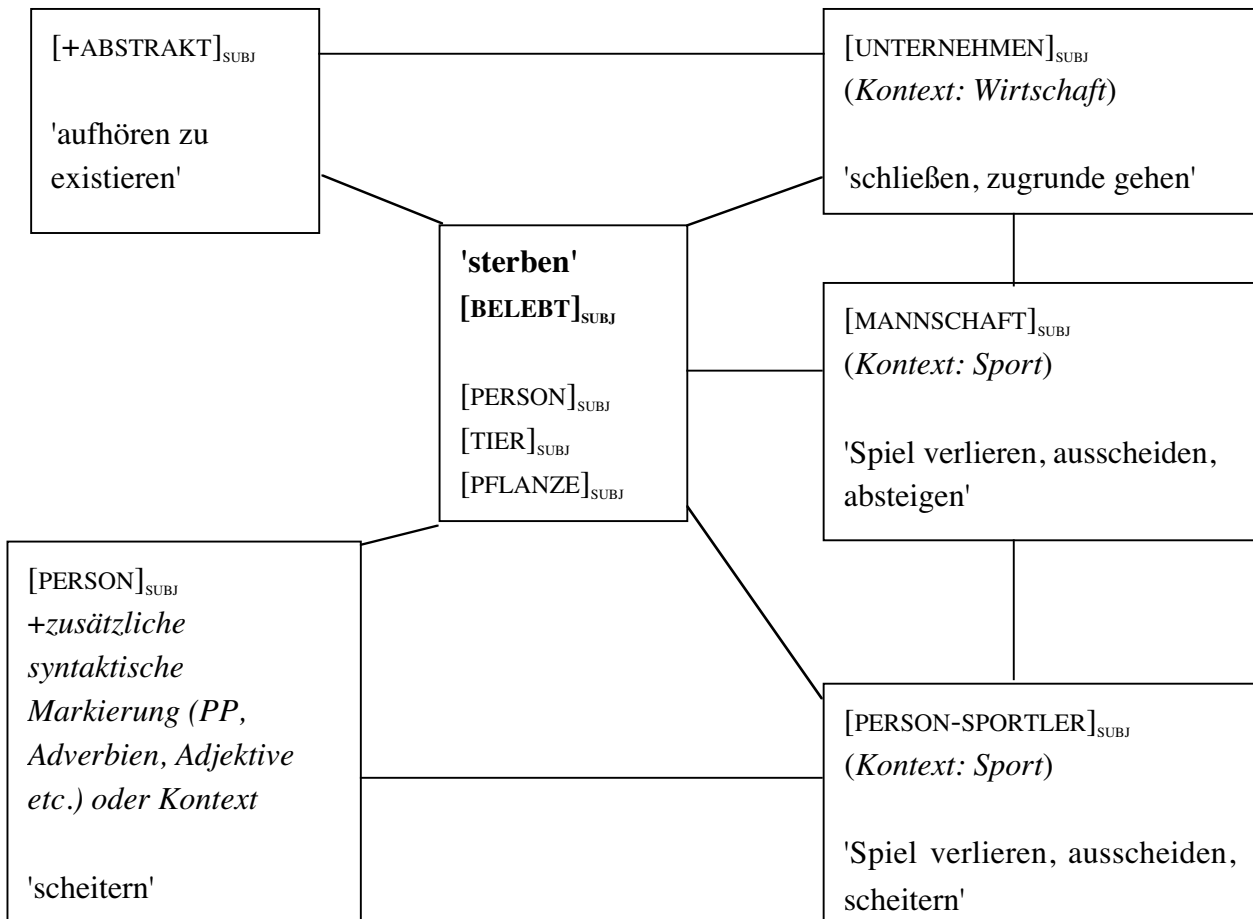 [+ABSTRAKT]SUBJ
'aufhören zu
existieren'
[UNTERNEHMEN]SUBJ
(Kontext: Wirtschaft)
'schließen, zugrunde gehen'
'sterben'
[BELEBT]SUBJ
[PERSON]SUBJ
[TIER]SUBJ
[PFLANZE]SUBJ
[MANNSCHAFT]SUBJ
(Kontext: Sport)
'Spiel verlieren, ausscheiden,
absteigen'
[PERSON]SUBJ
+zusätzliche
syntaktische
Markierung (PP,
Adverbien, Adjektive
etc.) oder Kontext
'scheitern'
[PERSON-SPORTLER]SUBJ
(Kontext: Sport)
'Spiel verlieren, ausscheiden,
scheitern'